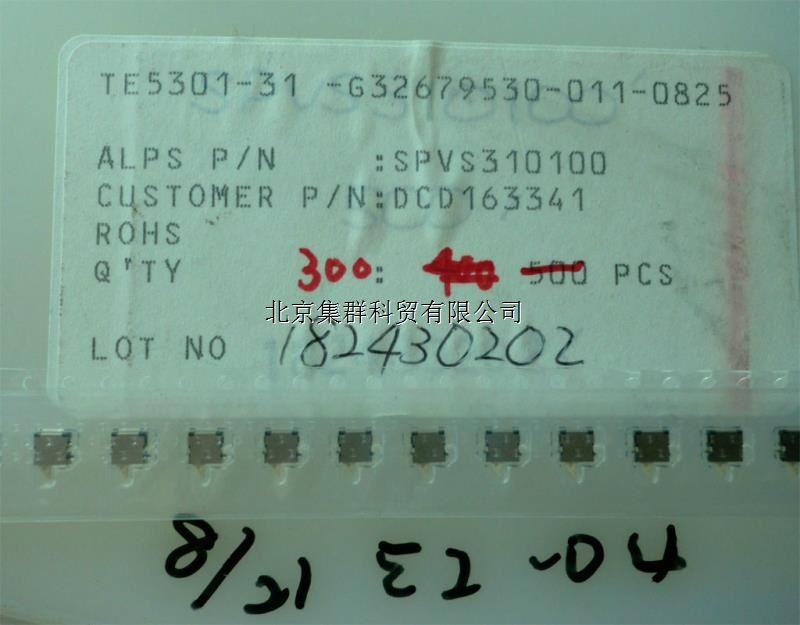 TE5301-31 -G32679530-011-0825
ALPS P/N :SPVS310100
CUSTOMER P/N:DCD163341
ROHS
Q'TY 300: 400 500 PCS
北京集群科贸有限公司
LOT NO 182430202
8/21 E2-04